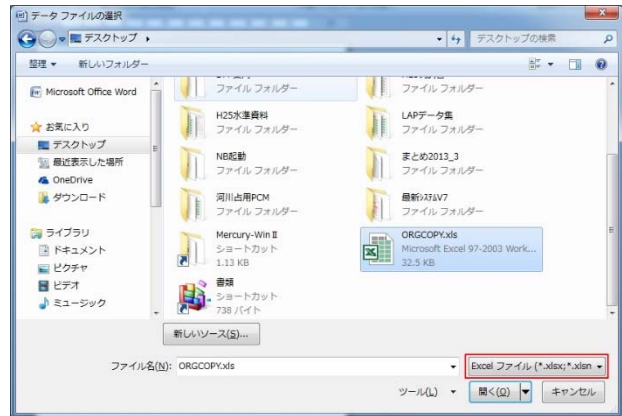 データ ファイルの選択
デスクトップ
デスクトップの検索
整理
新しいフォルダー
Microsoft Office Word
お気に入り
デスクトップ
最近表示した場所
OneDrive
ダウンロード
ライブラリ
ドキュメント
ピクチャ
ビデオ
ミュージック
ファイル フォルダー
ファイル フォルダー
H25水準資料
ファイル フォルダー
LAPデータ集
ファイル フォルダー
NB起動
ファイル フォルダー
まとめ2013_3
ファイル フォルダー
河川占用PCM
ファイル フォルダー
最新ｼｽﾃﾑV7
ファイル フォルダー
Mercury-WinⅡ
ショートカット
1.13 KB
ORGCOPY.xls
Microsoft Excel 97-2003 Work...
32.5 KB
書類
ショートカット
738 バイト
新しいソース(S)...
ファイル名(N): ORGCOPY.xls
Excel ファイル (*.xlsx;*.xlsn
ツール(L)
開く(O)
キャンセル